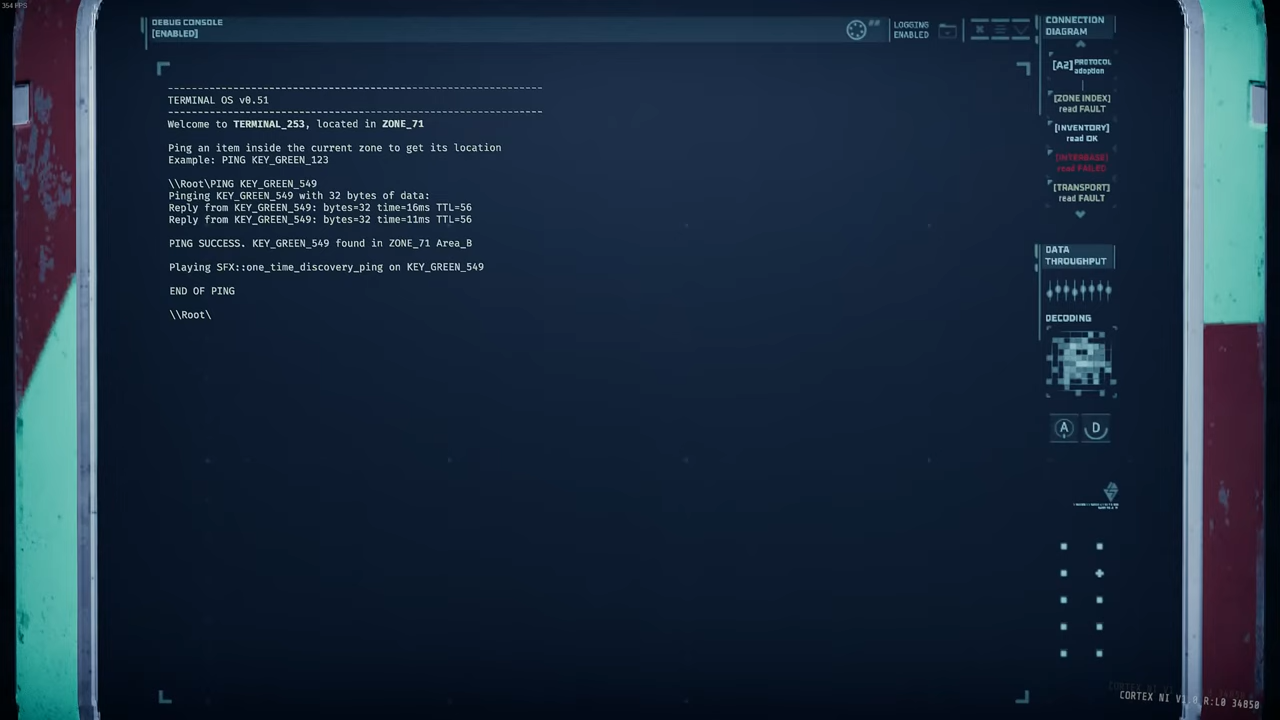 354 FPS
DEBUG CONSOLE
[ENABLED]
LOGGING
ENABLED
------------------------------------------------------------------
TERMINAL OS v0.51
------------------------------------------------------------------
Welcome to TERMINAL_253, located in ZONE_71
Ping an item inside the current zone to get its location
Example: PING KEY_GREEN_123
\\Root\PING KEY_GREEN_549
Pinging KEY_GREEN_549 with 32 bytes of data:
Reply from KEY_GREEN_549: bytes=32 time=16ms TTL=56
Reply from KEY_GREEN_549: bytes=32 time=11ms TTL=56
PING SUCCESS. KEY_GREEN_549 found in ZONE_71 Area_B
Playing SFX::one_time_discovery_ping on KEY_GREEN_549
END OF PING
\\Root\
CONNECTION
DIAGRAM
[A2] PROTOCOL
adoption
[ZONE INDEX]
read FAULT
[INVENTORY]
read OK
[INTERBASE]
read FAILED
[TRANSPORT]
read FAULT
DATA
THROUGHPUT
DECODING
A D
CORTEX NI V1.0 R:L0 34850